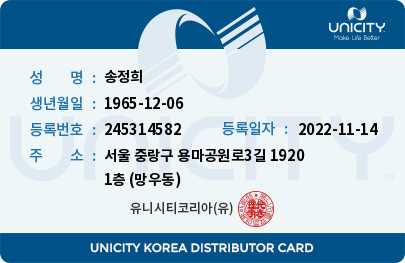 UNICITY
Make Life Better
성 명 : 송정희
생년월일 : 1965-12-06
등록번호 : 245314582 등록일자 : 2022-11-14
주 소 : 서울 중랑구 용마공원로3길 1920
1층 (망우동)
UNICITY
유니시티코리아(유)
UNICITY KOREA DISTRIBUTOR CARD